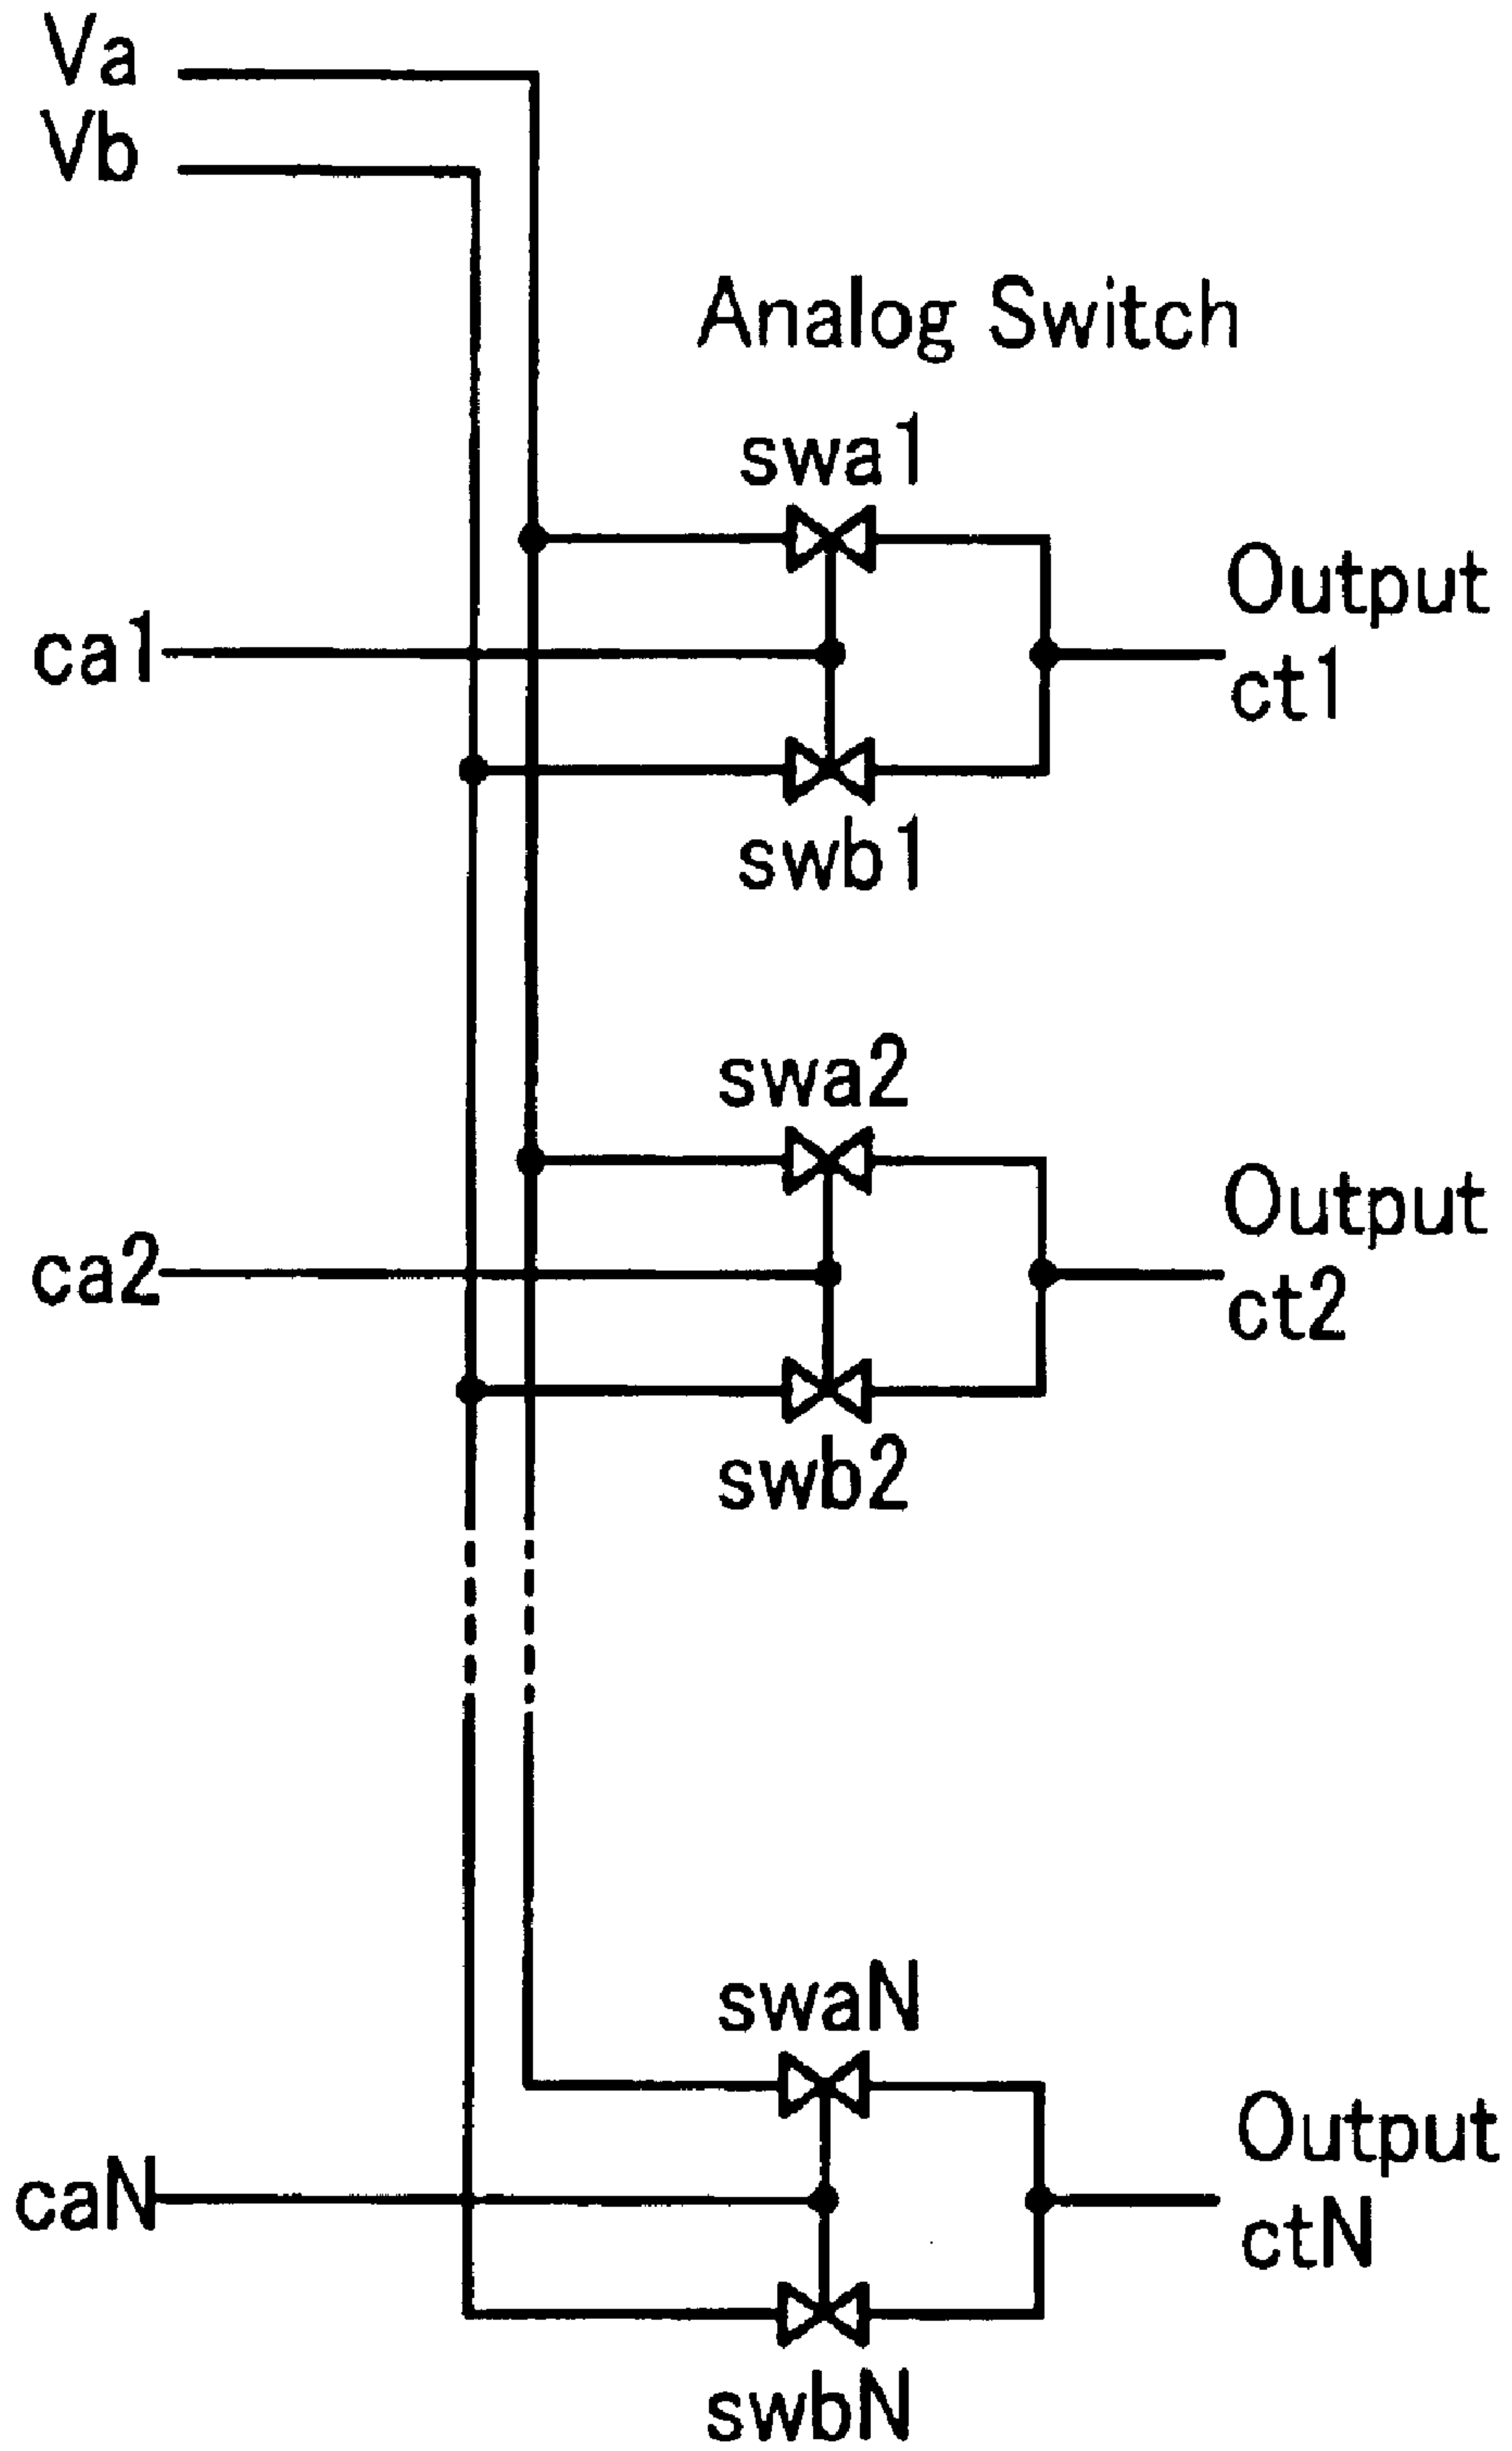 Va
Vb
Analog Switch
swa1
Output
ca1
ct1
swb1
swa2
Output
ca2
ct2
swb2
swaN
Output
caN
ctN
swbN